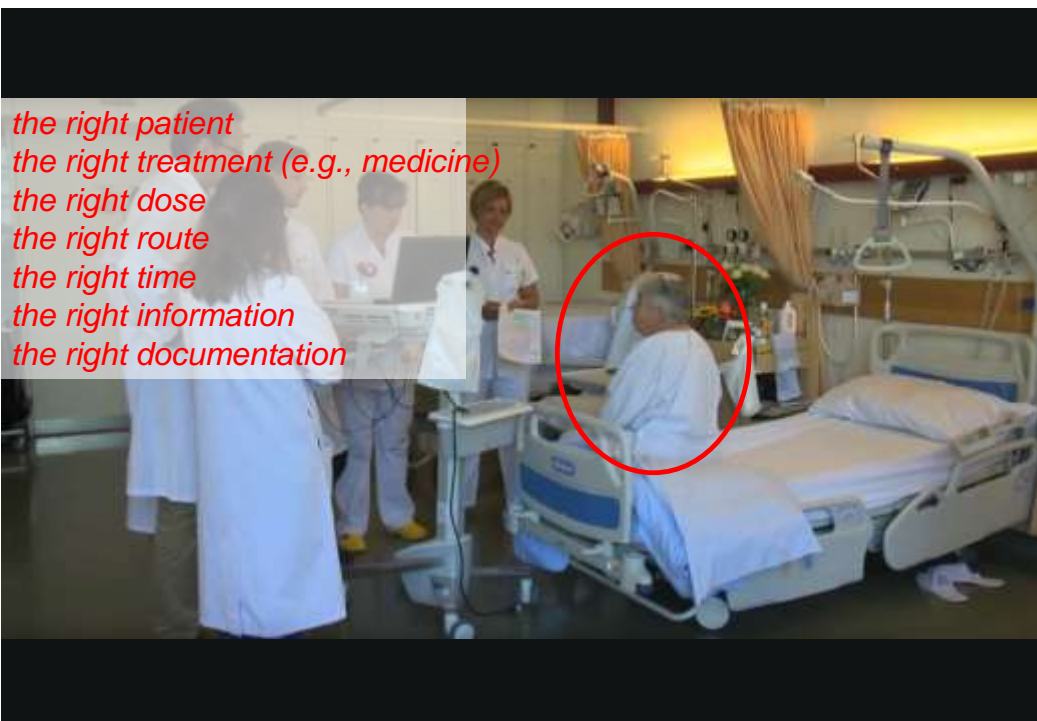 the right patient
the right treatment (e.g., medicine)
the right dose
the right route
the right time
the right information
the right documentation